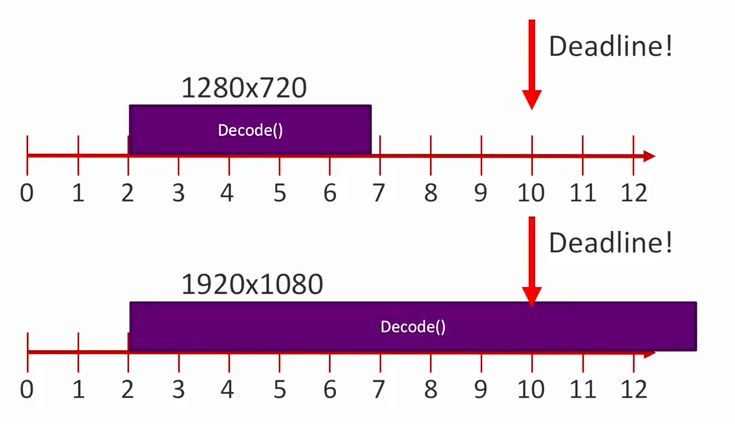 Deadline!
1280x720
Decode()
0 1 2 3 4 5 6 7 8 9 10 11 12
Deadline!
1920x1080
Decode()
0 1 2 3 4 5 6 7 8 9 10 11 12